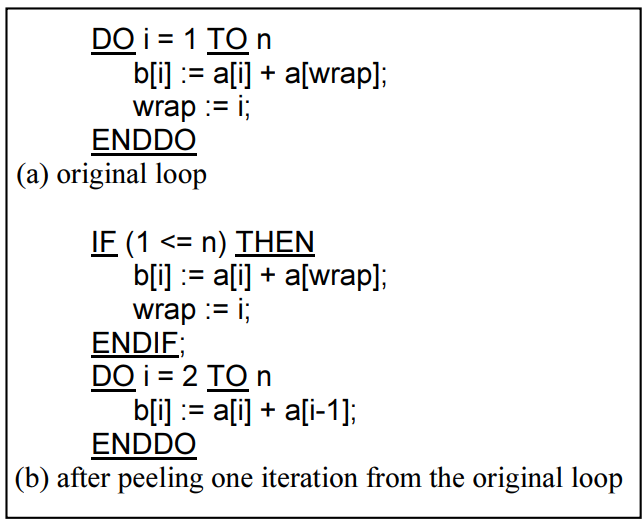 DO i = 1 TO n
b[i] := a[i] + a[wrap];
wrap := i;
ENDDO
(a) original loop
IF (1 <= n) THEN
b[i] := a[i] + a[wrap];
wrap := i;
ENDIF;
DO i = 2 TO n
b[i] := a[i] + a[i-1];
ENDDO
(b) after peeling one iteration from the original loop